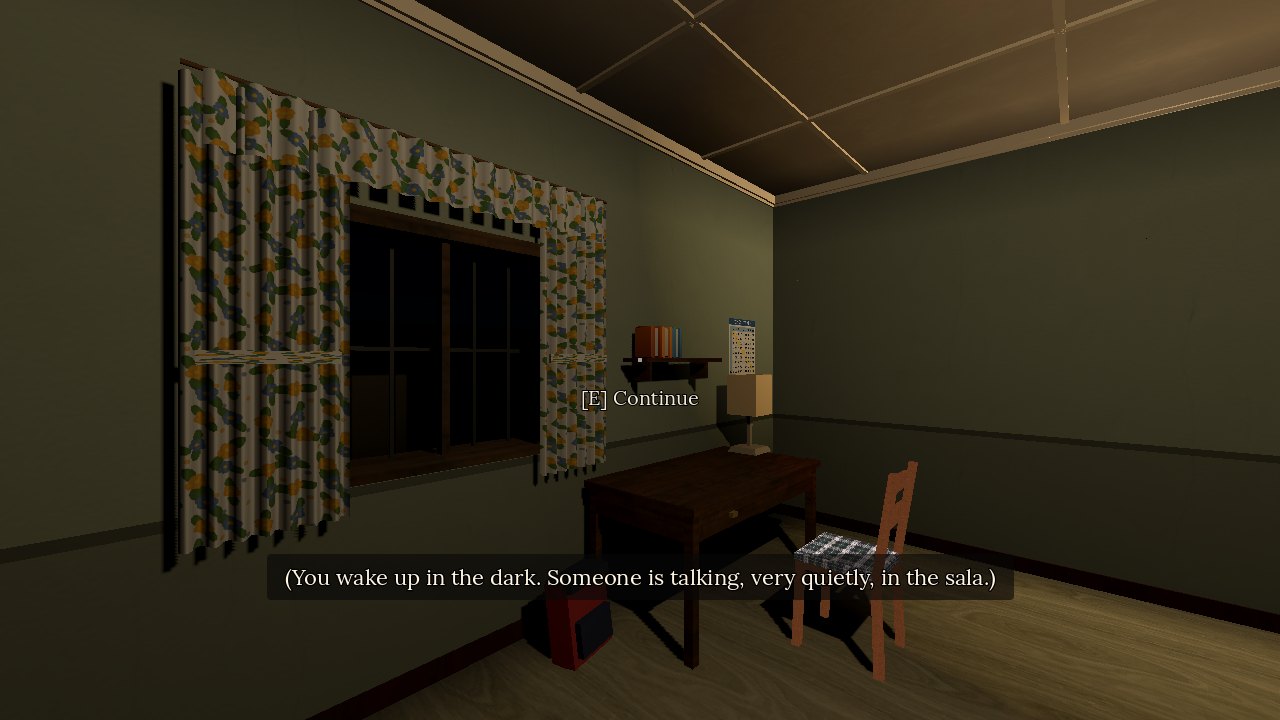 [E] Continue
(You wake up in the dark. Someone is talking, very quietly, in the sala.)